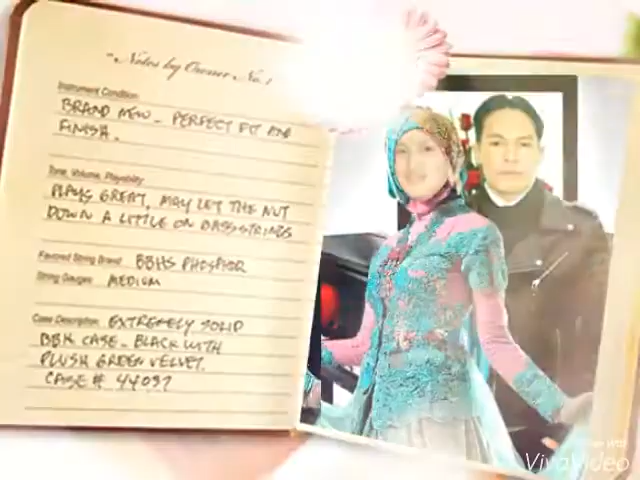 Notes by Owner No. 1
Instrument Condition
BRAND NEW - PERFECT FIT AND
FINISH.
Tone, Volume, Playability
PLAYS GREAT, MAY LET THE NUT
DOWN A LITTLE ON BASS STRINGS
Favored String Brand BBHS PHOSPHOR
String Gauges MEDIUM
Case Description EXTREMELY SOLID
BBH CASE - BLACK WITH
PLUSH GREEN VELVET.
CASE # 44037
VivaVideo